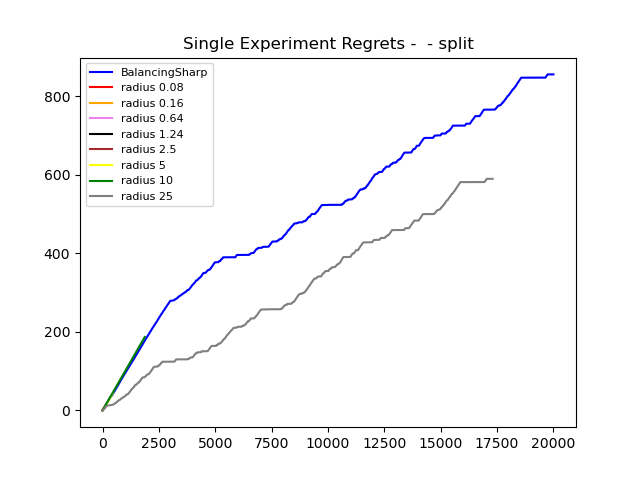 Single Experiment Regrets -  - split
BalancingSharp
radius 0.08
radius 0.16
radius 0.64
radius 1.24
radius 2.5
radius 5
radius 10
radius 25
800
600
400
200
0
0 2500 5000 7500 10000 12500 15000 17500 20000